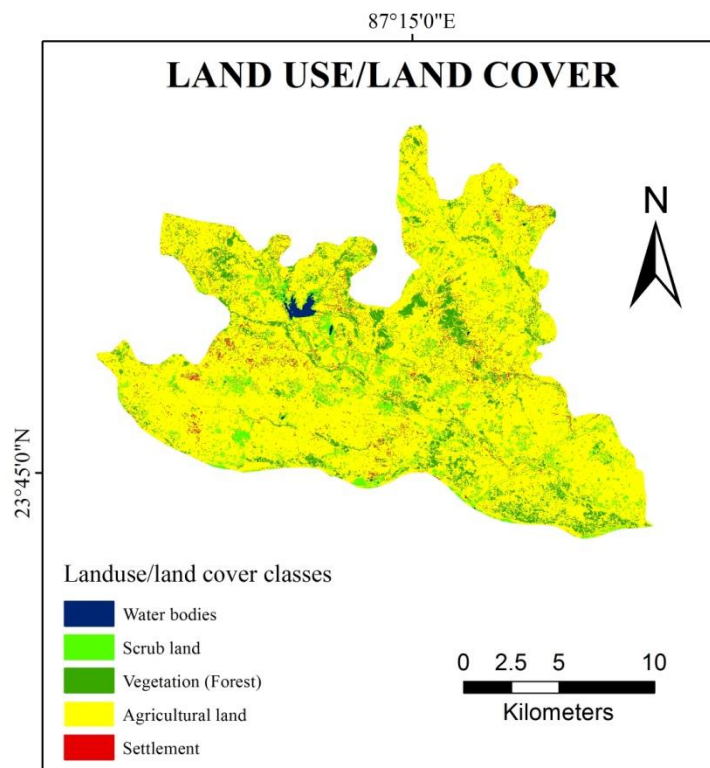 87°15'0"E
LAND USE/LAND COVER
N
23°45'0"N
Landuse/land cover classes
Water bodies
Scrub land
Vegetation (Forest)
Agricultural land
Settlement
0 2.5 5 10
Kilometers